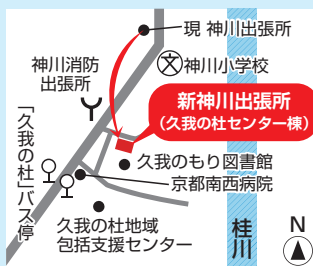 現 神川出張所
神川消防
出張所
神川小学校
文
新神川出張所
(久我の杜センター棟)
「久我の杜」バス停
久我のもり図書館
京都南西病院
久我の杜地域
包括支援センター
桂川
N